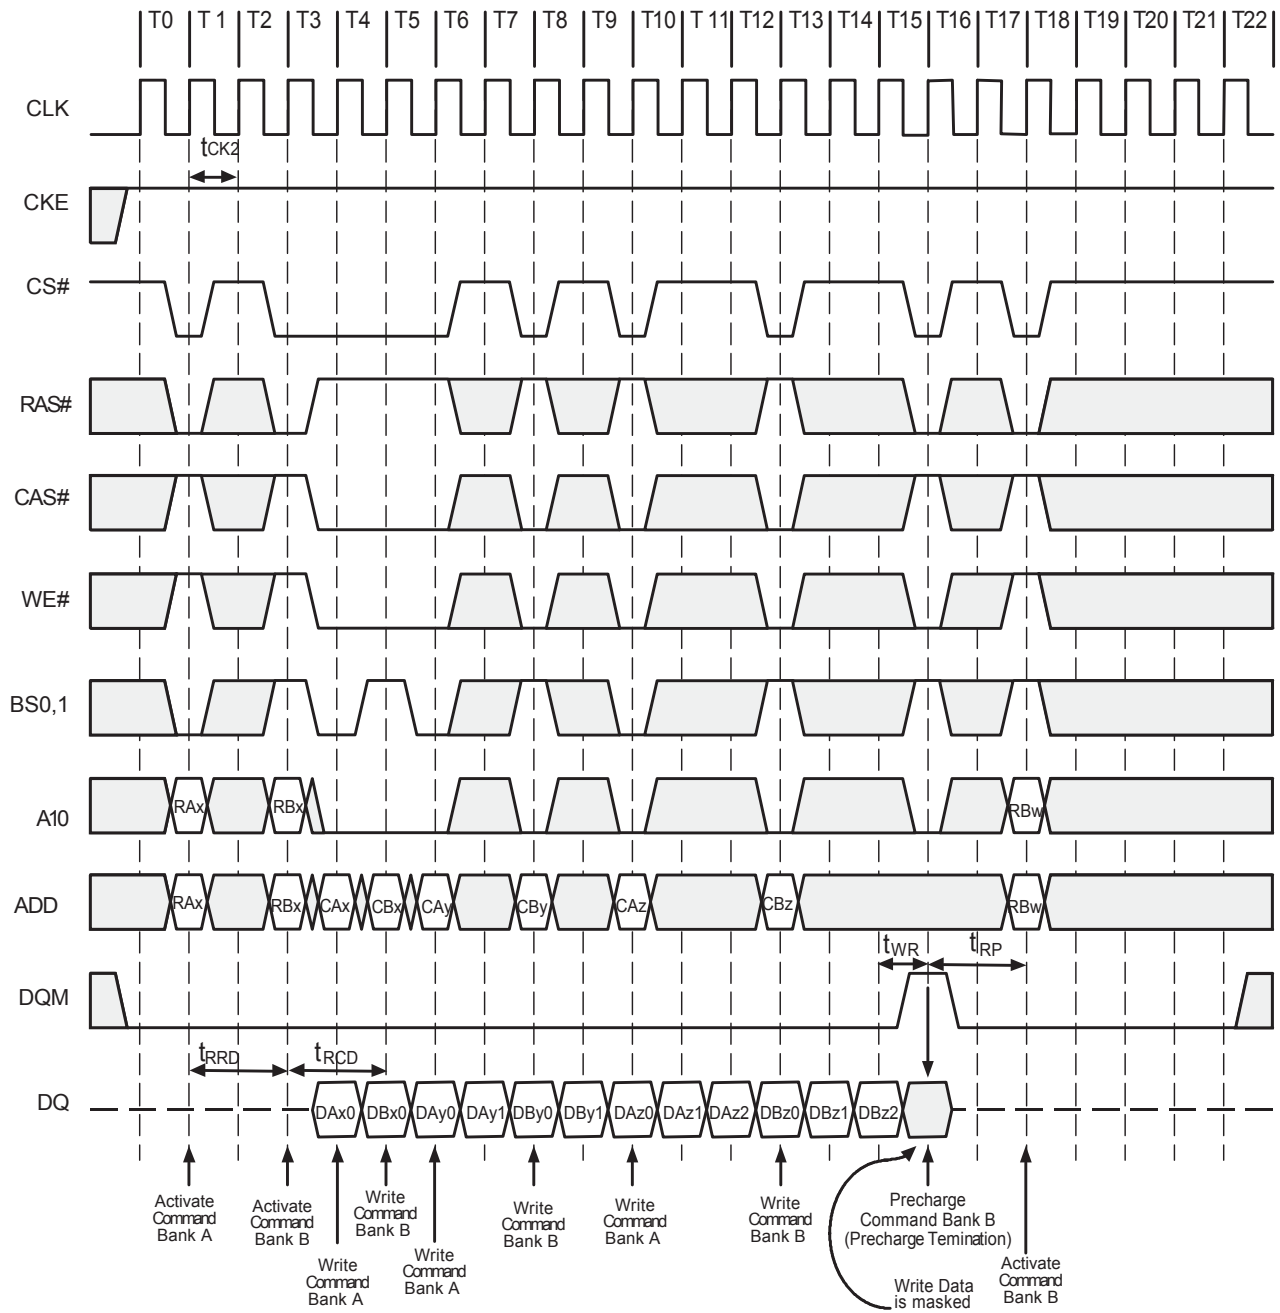 T0 T 1 T2 T3 T4 T5 T6 T7 T8 T9 T10 T 11 T12 T13 T14 T15 T16 T17 T18 T19 T20 T21 T22
CLK
tCK2
CKE
CS#
RAS#
CAS#
WE#
BS0,1
A10
RAx RBx RBw
ADD
RAx RBx CAx CBx CAy CBy CAz CBz RBw
tWR tRP
DQM
tRRD tRCD
DQ
DAx0 DBx0 DAy0 DAy1 DBy0 DBy1 DAz0 DAz1 DAz2 DBz0 DBz1 DBz2
Activate
Command
Bank A
Activate
Command
Bank B
Write
Command
Bank A
Write
Command
Bank B
Write
Command
Bank A
Write
Command
Bank B
Write
Command
Bank A
Write
Command
Bank B
Precharge
Command Bank B
(Precharge Temination)
Write Data
is masked
Activate
Command
Bank B